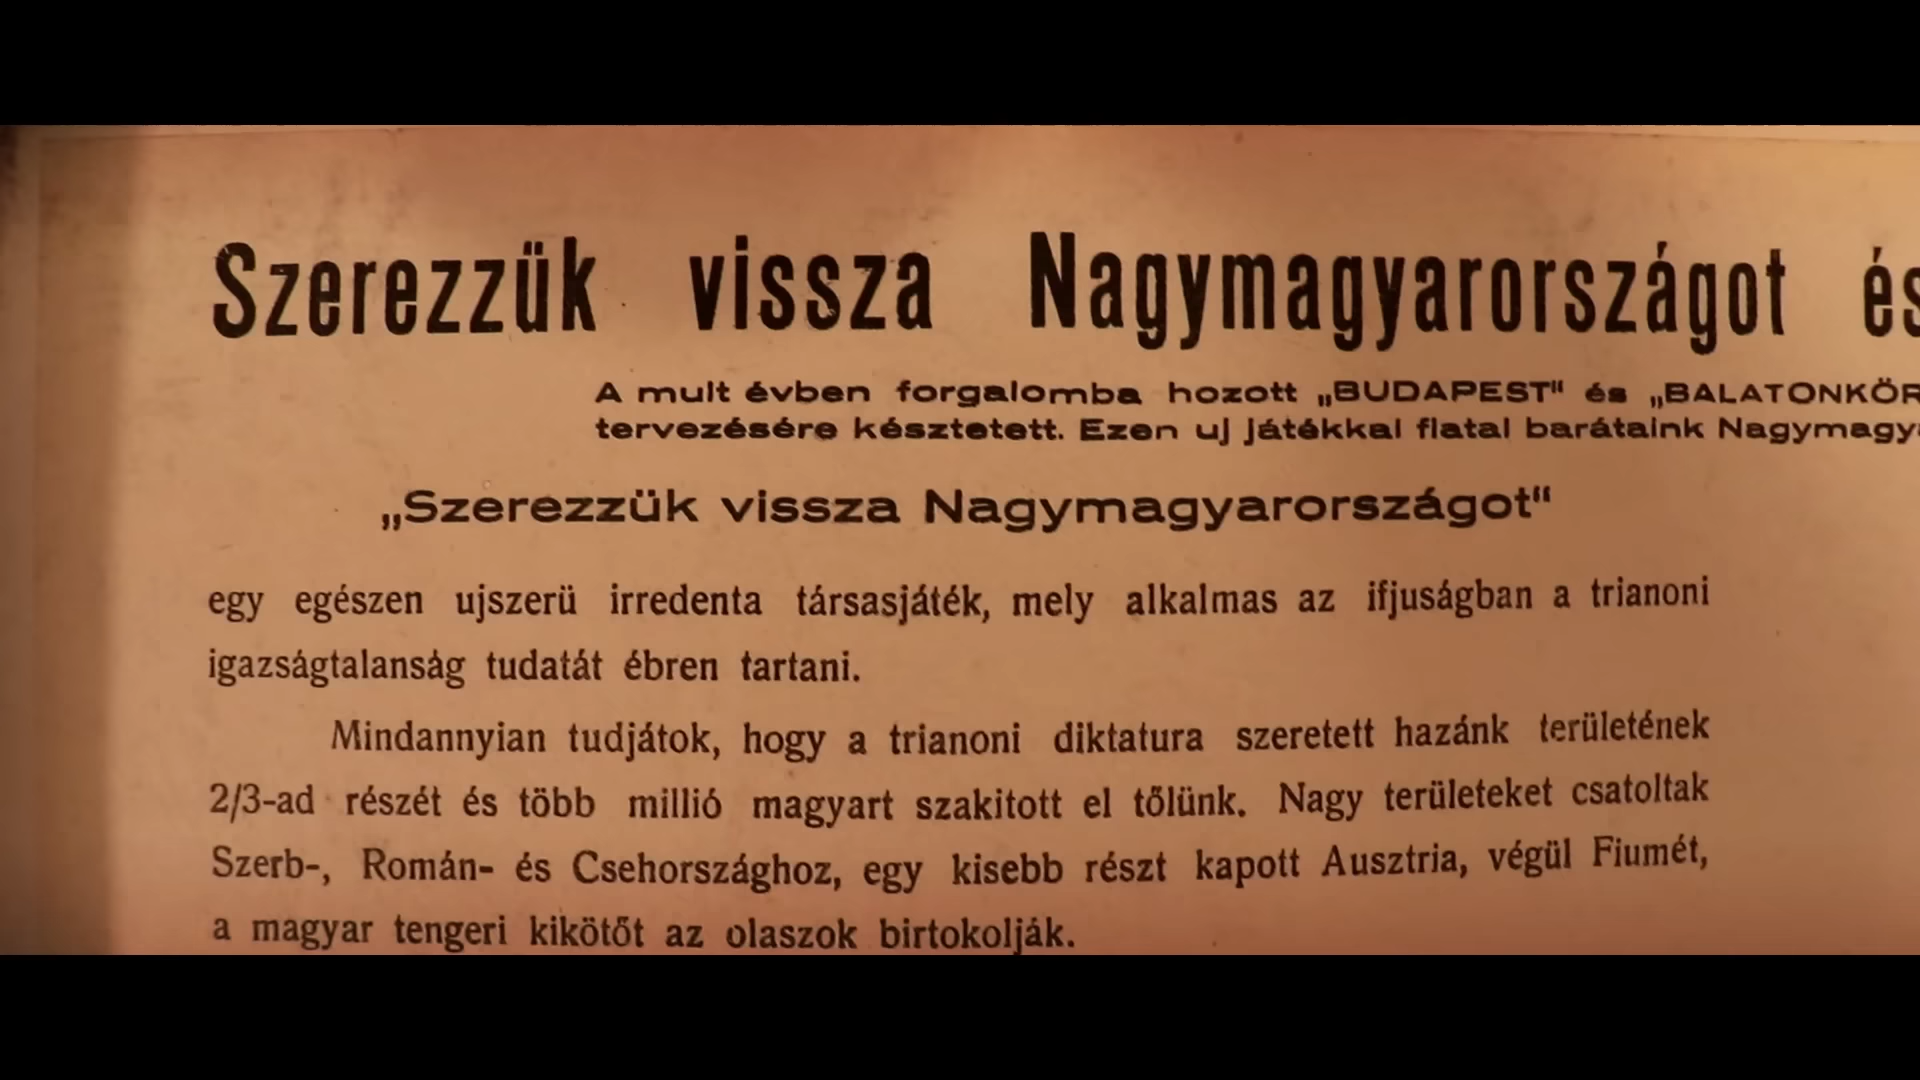 Szerezzük vissza Nagymagyarországot és
A mult évben forgalomba hozott „BUDAPEST“ és „BALATONKÖR
tervezésére késztetett. Ezen uj játékkal fiatal barátaink Nagymagya
„Szerezzük vissza Nagymagyarországot“
egy egészen ujszerü irredenta társasjáték, mely alkalmas az ifjuságban a trianoni
igazságtalanság tudatát ébren tartani.
Mindannyian tudjátok, hogy a trianoni diktatura szeretett hazánk területének
2/3-ad részét és több millió magyart szakitott el tőlünk. Nagy területeket csatoltak
Szerb-, Román- és Csehországhoz, egy kisebb részt kapott Ausztria, végül Fiumét,
a magyar tengeri kikötőt az olaszok birtokolják.